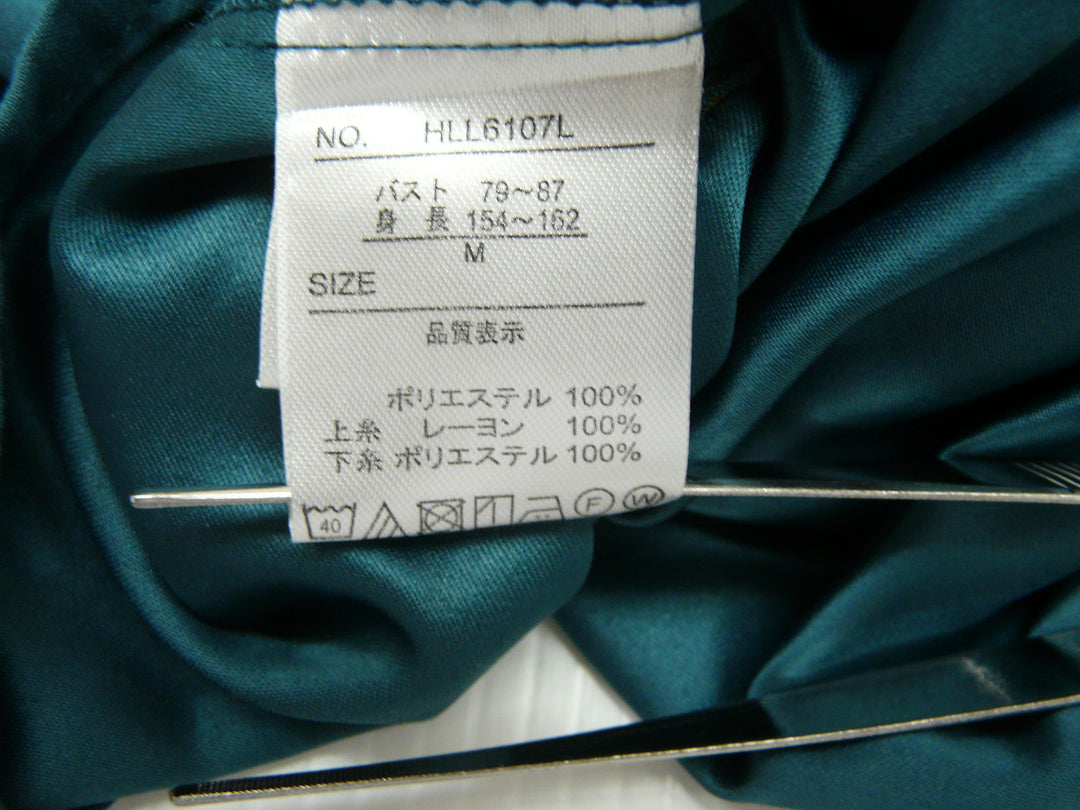 NO. HLL6107L
バスト 79〜87
身長 154〜162
M
SIZE
品質表示
ポリエステル 100%
上糸 レーヨン 100%
下糸 ポリエステル 100%
40 F W